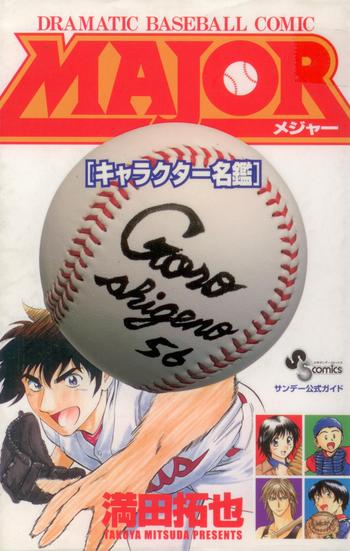 DRAMATIC BASEBALL COMIC
MAJOR
メジャー
[キャラクター名鑑]
Goro
Shigeno
56
S
comics
サンデー公式ガイド
満田拓也
TAKUYA MITSUDA PRESENTS